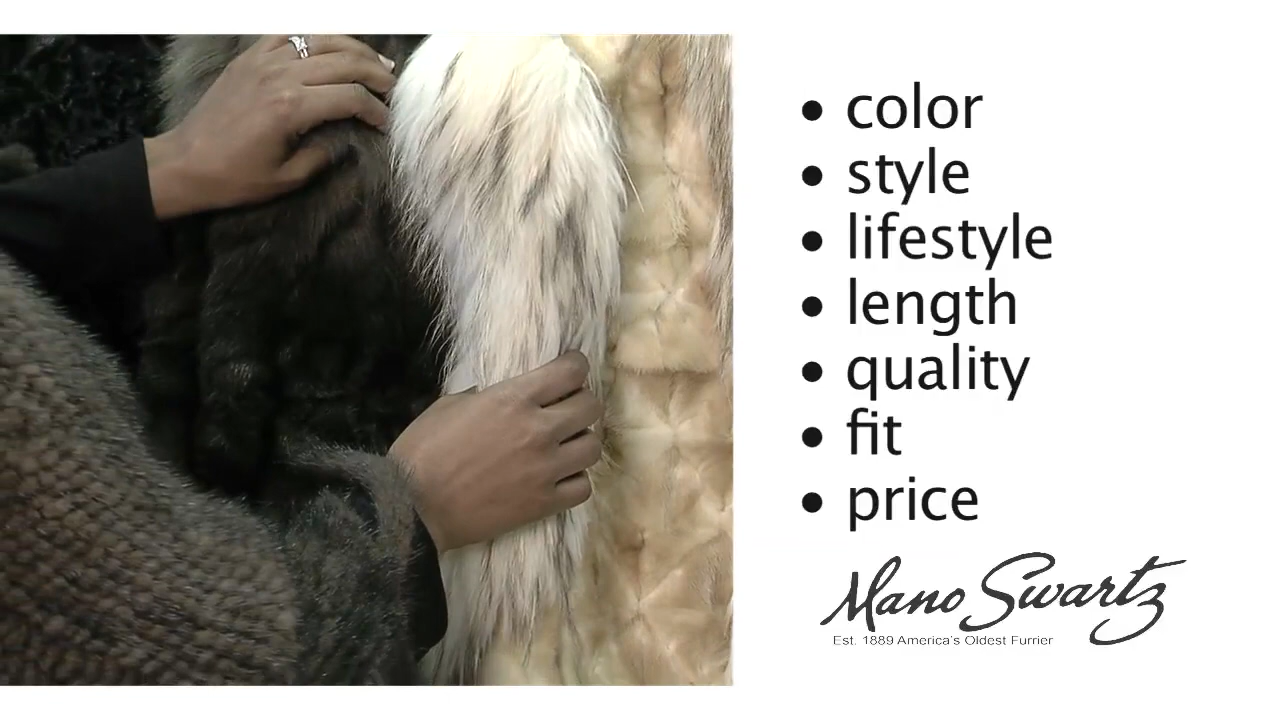 • color
• style
• lifestyle
• length
• quality
• fit
• price
Mano Swartz
Est. 1889 America's Oldest Furrier